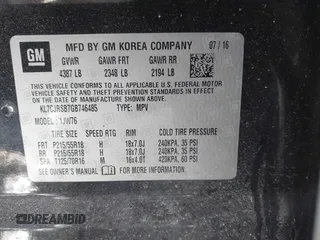 GM
MFD BY GM KOREA COMPANY 07/16
GVWR GAWR FRT GAWR RR
4387 LB 2348 LB 2194 LB
THIS VEHICLE CONFORMS TO ALL APPLICABLE U.S. FEDERAL MOTOR
VEHICLE SAFETY, BUMPER, AND THEFT PREVENTION STANDARDS IN
EFFECT ON THE DATE OF MANUFACTURE SHOWN ABOVE.
KL7CJRSB7GB746485 TYPE: MPV
MODEL: 1JW76
TIRE SIZE SPEED RTG RIM COLD TIRE PRESSURE
FRT P215/55R18 H 18x7.0J 240KPA, 35 PSI
RR P215/55R18 H 18x7.0J 240KPA, 35 PSI
SPA T125/70R16 M 16x4.0T 420KPA, 60 PSI
SEE OWNER'S MANUAL FOR MORE INFORMATION.
DREAMBID